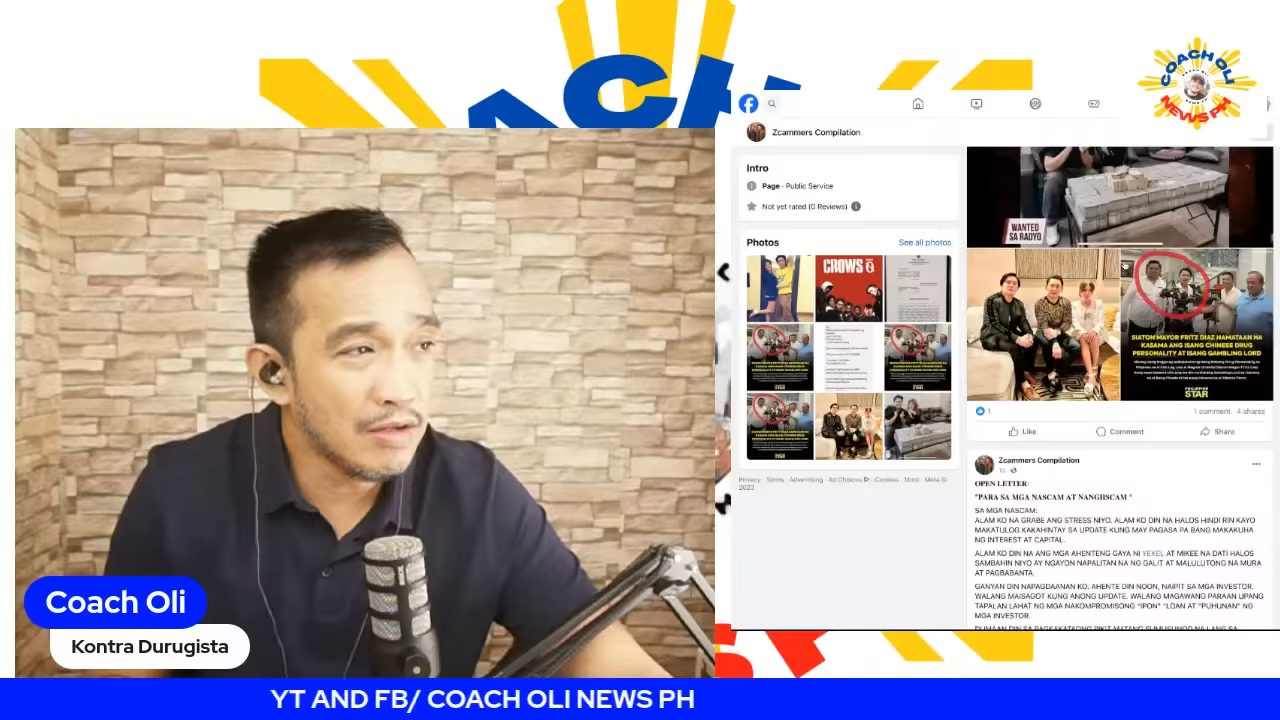 ACH
COACH OLI
NEWS PH
Zcammers Compilation
Intro
Page · Public Service
Not yet rated (0 Reviews)
Photos
See all photos
CROWS
WANTED
SA RADYO
SIATON MAYOR FRITZ DIAZ NAMATAAN NA
KASAMA ANG ISANG CHINESE DRUG
PERSONALITY AT ISANG GAMBLING LORD
STAR
1
1 comment 4 shares
Like
Comment
Share
Privacy · Terms · Advertising · Ad Choices · Cookies · More · Meta ©
2023
Zcammers Compilation
1d
OPEN LETTER:
"PARA SA MGA NASCAM AT NANGIISCAM "
SA MGA NASCAM:
ALAM KO NA GRABE ANG STRESS NIYO. ALAM KO DIN NA HALOS HINDI RIN KAYO
MAKATULOG KAKAHINTAY SA UPDATE KUNG MAY PAGASA PA BANG MAKAKUHA
NG INTEREST AT CAPITAL.
ALAM KO DIN NA ANG MGA AHENTENG GAYA NI YEXEL AT MIKEE NA DATI HALOS
SAMBAHIN NIYO AY NGAYON NAPALITAN NA NG GALIT AT MALULUTONG NA MURA
AT PAGBABANTA.
GANYAN DIN NAPAGDAANAN KO. AHENTE DIN NOON, NAIPIT SA MGA INVESTOR.
WALANG MAISAGOT KUNG ANONG UPDATE. WALANG MAGAWANG PARAAN UPANG
TAPALAN LAHAT NG MGA NAKOMPROMISONG "IPON" "LOAN AT "PUHUNAN" NG
MGA INVESTOR.
Coach Oli
Kontra Durugista
YT AND FB/ COACH OLI NEWS PH